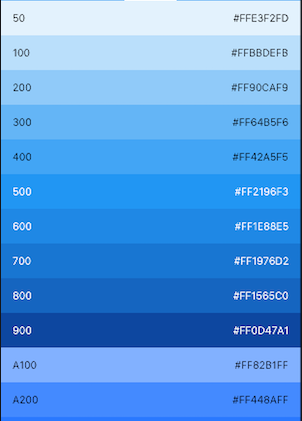 50 #FFE3F2FD
100 #FFBBDEFB
200 #FF90CAF9
300 #FF64B5F6
400 #FF42A5F5
500 #FF2196F3
600 #FF1E88E5
700 #FF1976D2
800 #FF1565C0
900 #FF0D47A1
A100 #FF82B1FF
A200 #FF448AFF